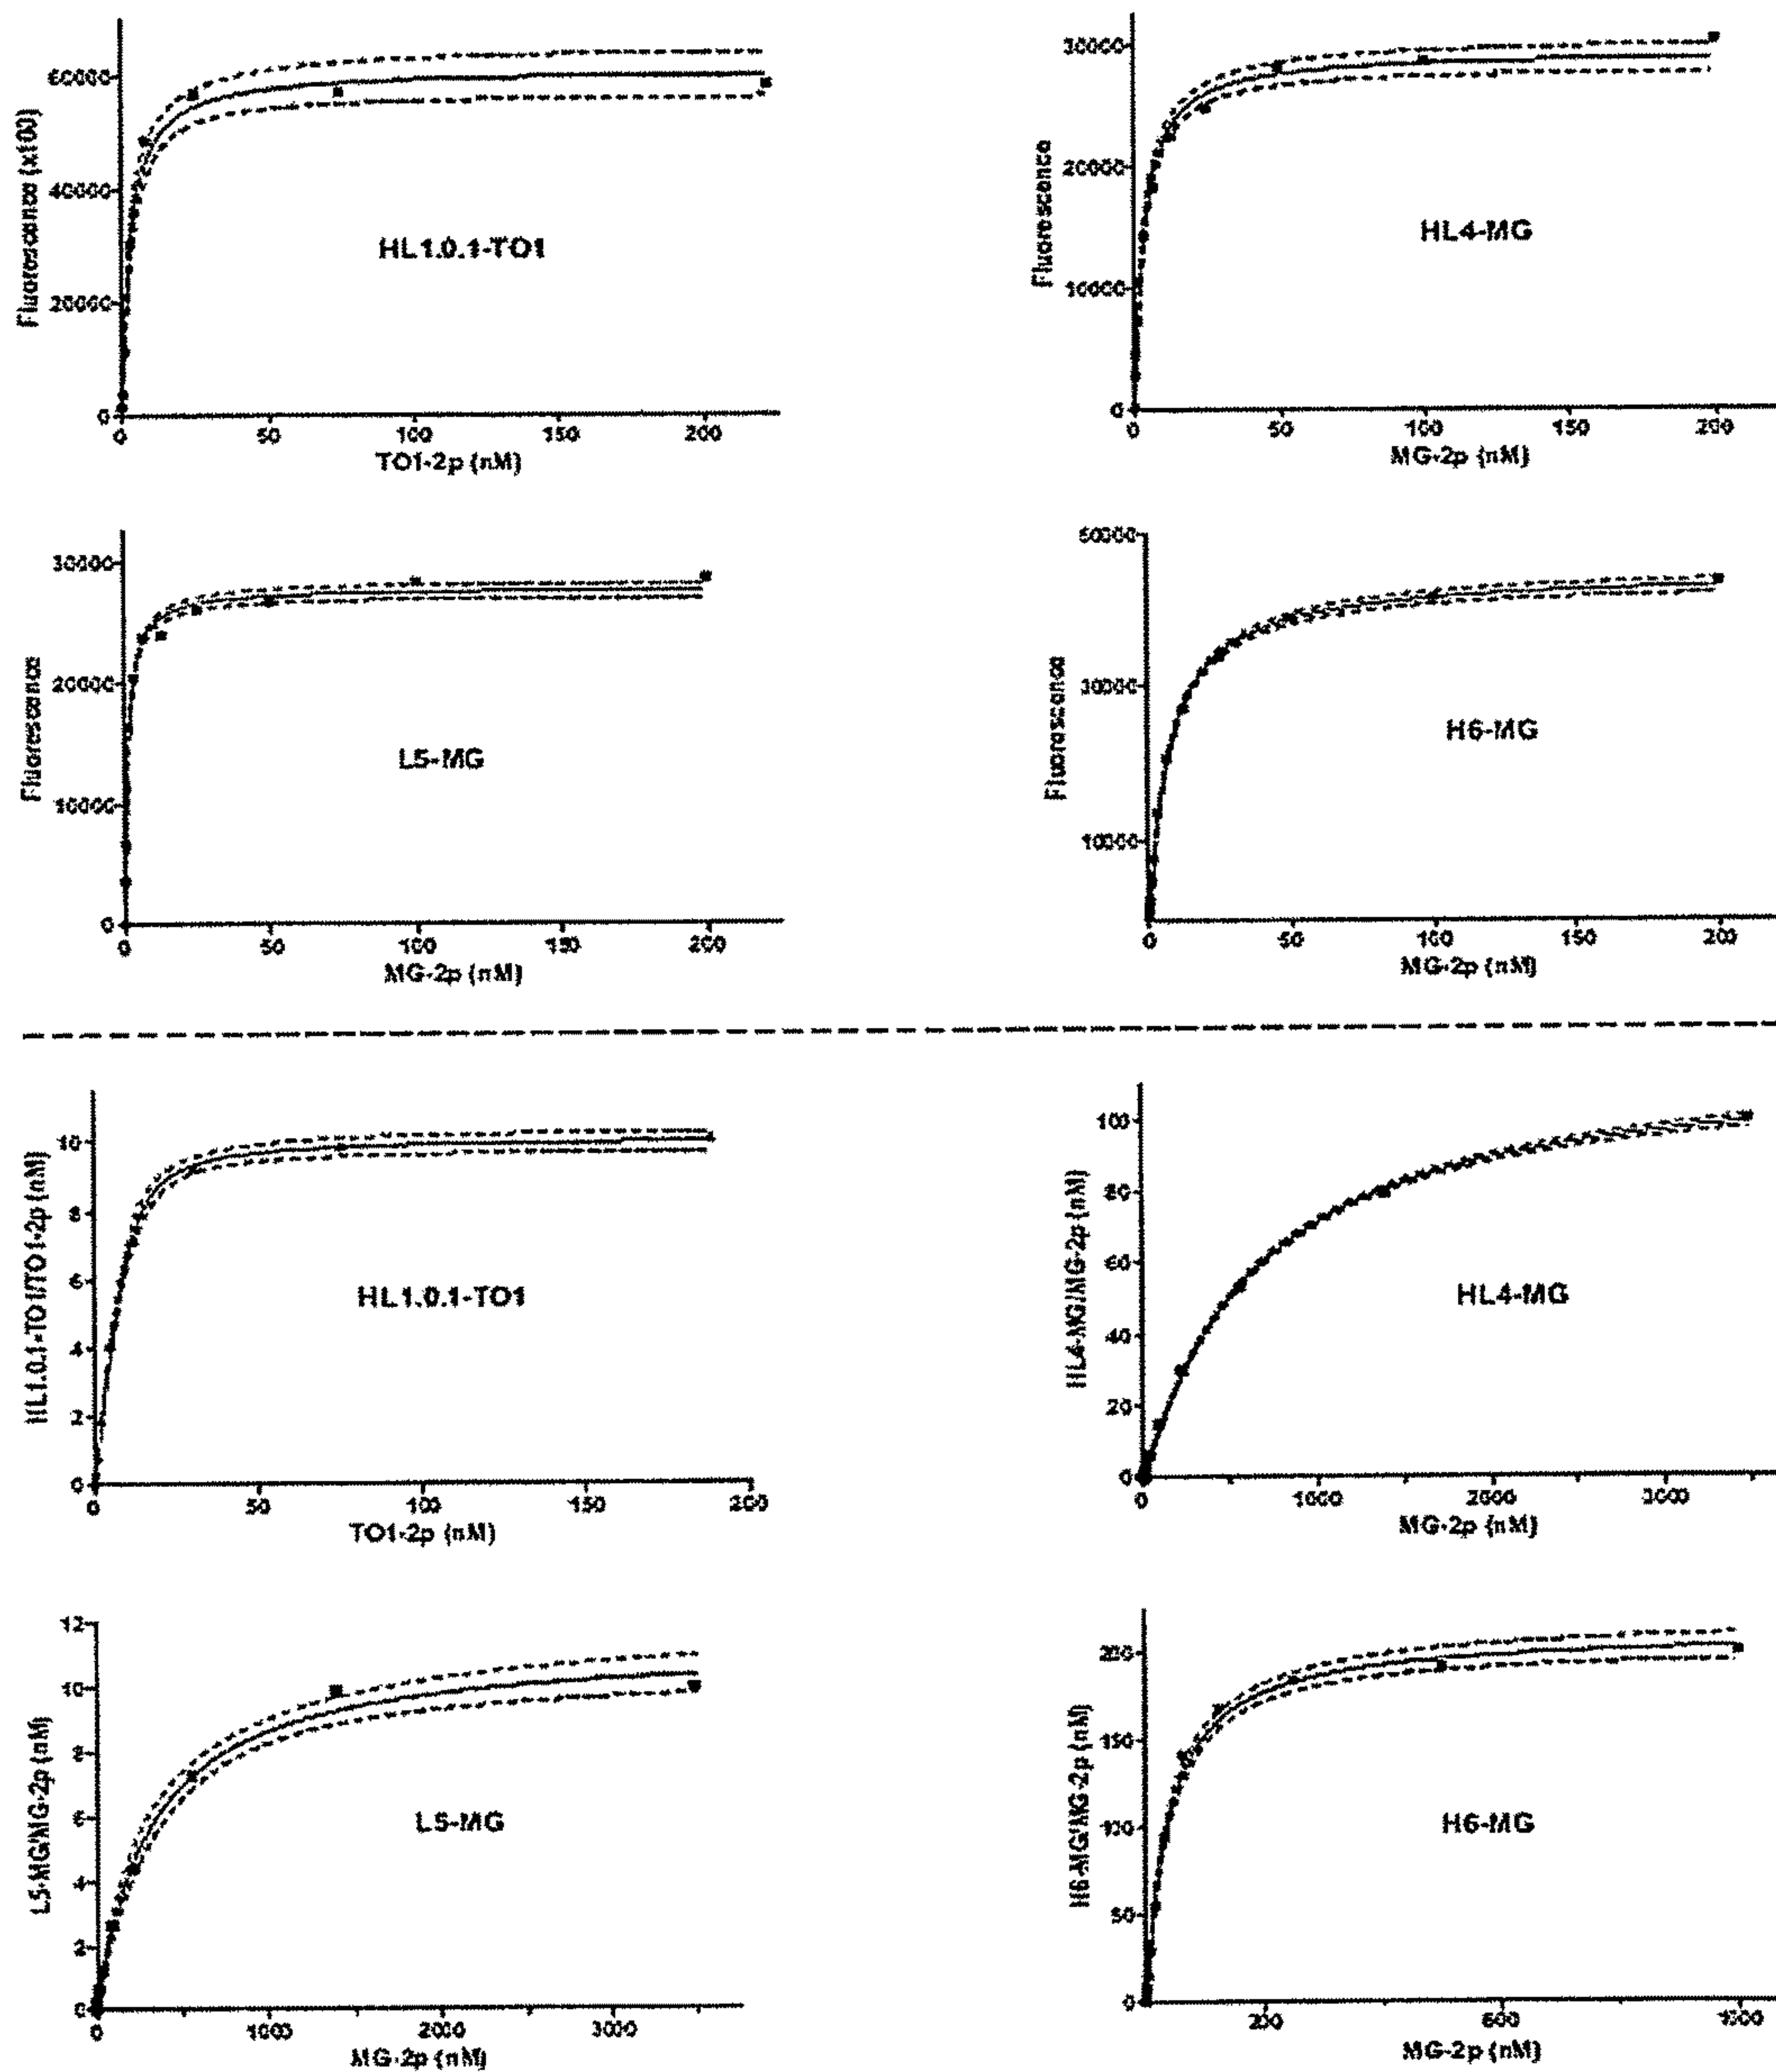 Fluorescence (x100)
60000
40000
20000
0
0 50 100 150 200
TO1-2p (nM)
HL1.0.1-TO1
Fluorescence
30000
20000
10000
0
0 50 100 150 200
MG-2p (nM)
HL4-MG
Fluorescence
30000
20000
10000
0
0 50 100 150 200
MG-2p (nM)
L5-MG
Fluorescence
50000
30000
10000
0 50 100 150 200
MG-2p (nM)
H6-MG
HL1.0.1-TO1/TO1-2p (nM)
10
8
6
4
2
0
0 50 100 150 200
TO1-2p (nM)
HL1.0.1-TO1
HL4-MG/MG-2p (nM)
100
80
60
40
20
0
0 1000 2000 3000
MG-2p (nM)
HL4-MG
L5-MG/MG-2p (nM)
12
10
8
6
4
2
0
0 1000 2000 3000
MG-2p (nM)
L5-MG
H6-MG/MG-2p (nM)
200
150
100
50
0
200 600 1000
MG-2p (nM)
H6-MG